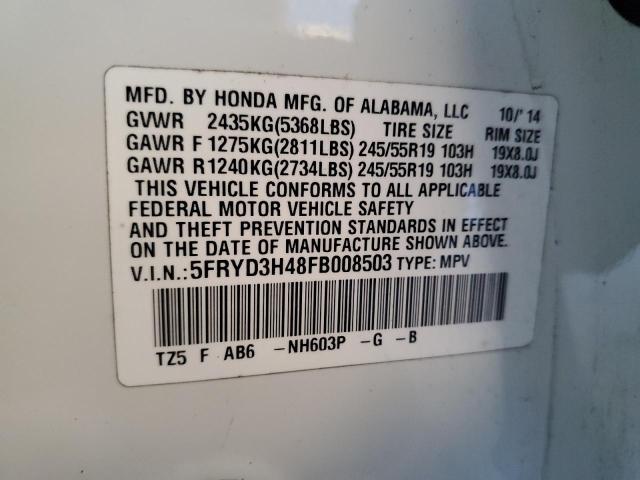 MFD. BY HONDA MFG. OF ALABAMA, LLC 10/'14
GVWR 2435KG(5368LBS) TIRE SIZE RIM SIZE
GAWR F 1275KG(2811LBS) 245/55R19 103H 19X8.0J
GAWR R1240KG(2734LBS) 245/55R19 103H 19X8.0J
THIS VEHICLE CONFORMS TO ALL APPLICABLE
FEDERAL MOTOR VEHICLE SAFETY
AND THEFT PREVENTION STANDARDS IN EFFECT
ON THE DATE OF MANUFACTURE SHOWN ABOVE.
V.I.N.:5FRYD3H48FB008503 TYPE: MPV
TZ5 F AB6 -NH603P -G -B